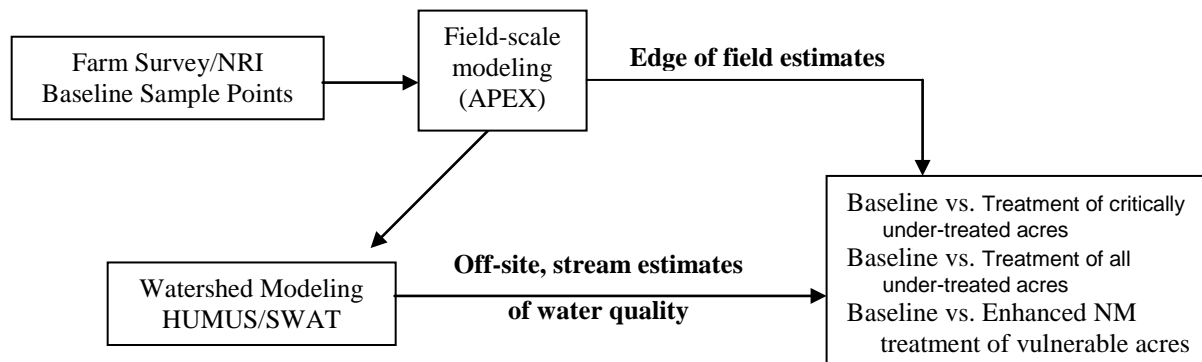 Farm Survey/NRI
Baseline Sample Points
Field-scale
modeling
(APEX)
Edge of field estimates
Watershed Modeling
HUMUS/SWAT
Off-site, stream estimates
of water quality
Baseline vs. Treatment of critically
under-treated acres
Baseline vs. Treatment of all
under-treated acres
Baseline vs. Enhanced NM
treatment of vulnerable acres